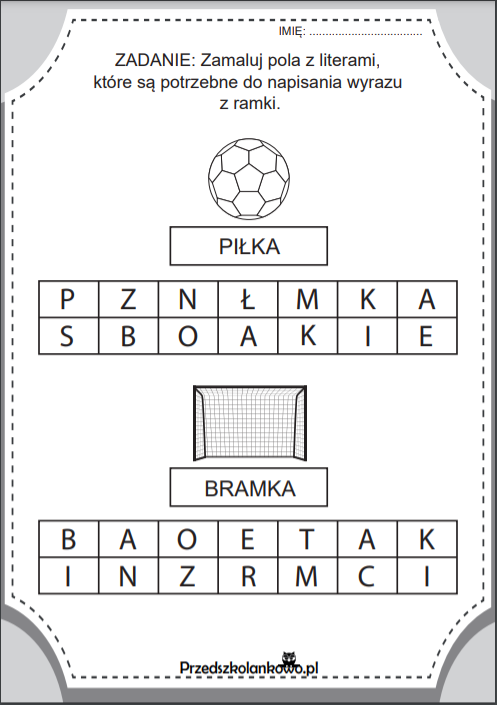 IMIĘ: ..................................
ZADANIE: Zamaluj pola z literami,
które są potrzebne do napisania wyrazu
z ramki.
PIŁKA
P Z N Ł M K A
S B O A K I E
BRAMKA
B A O E T A K
I N Z R M C I
Przedszkolankowo.pl